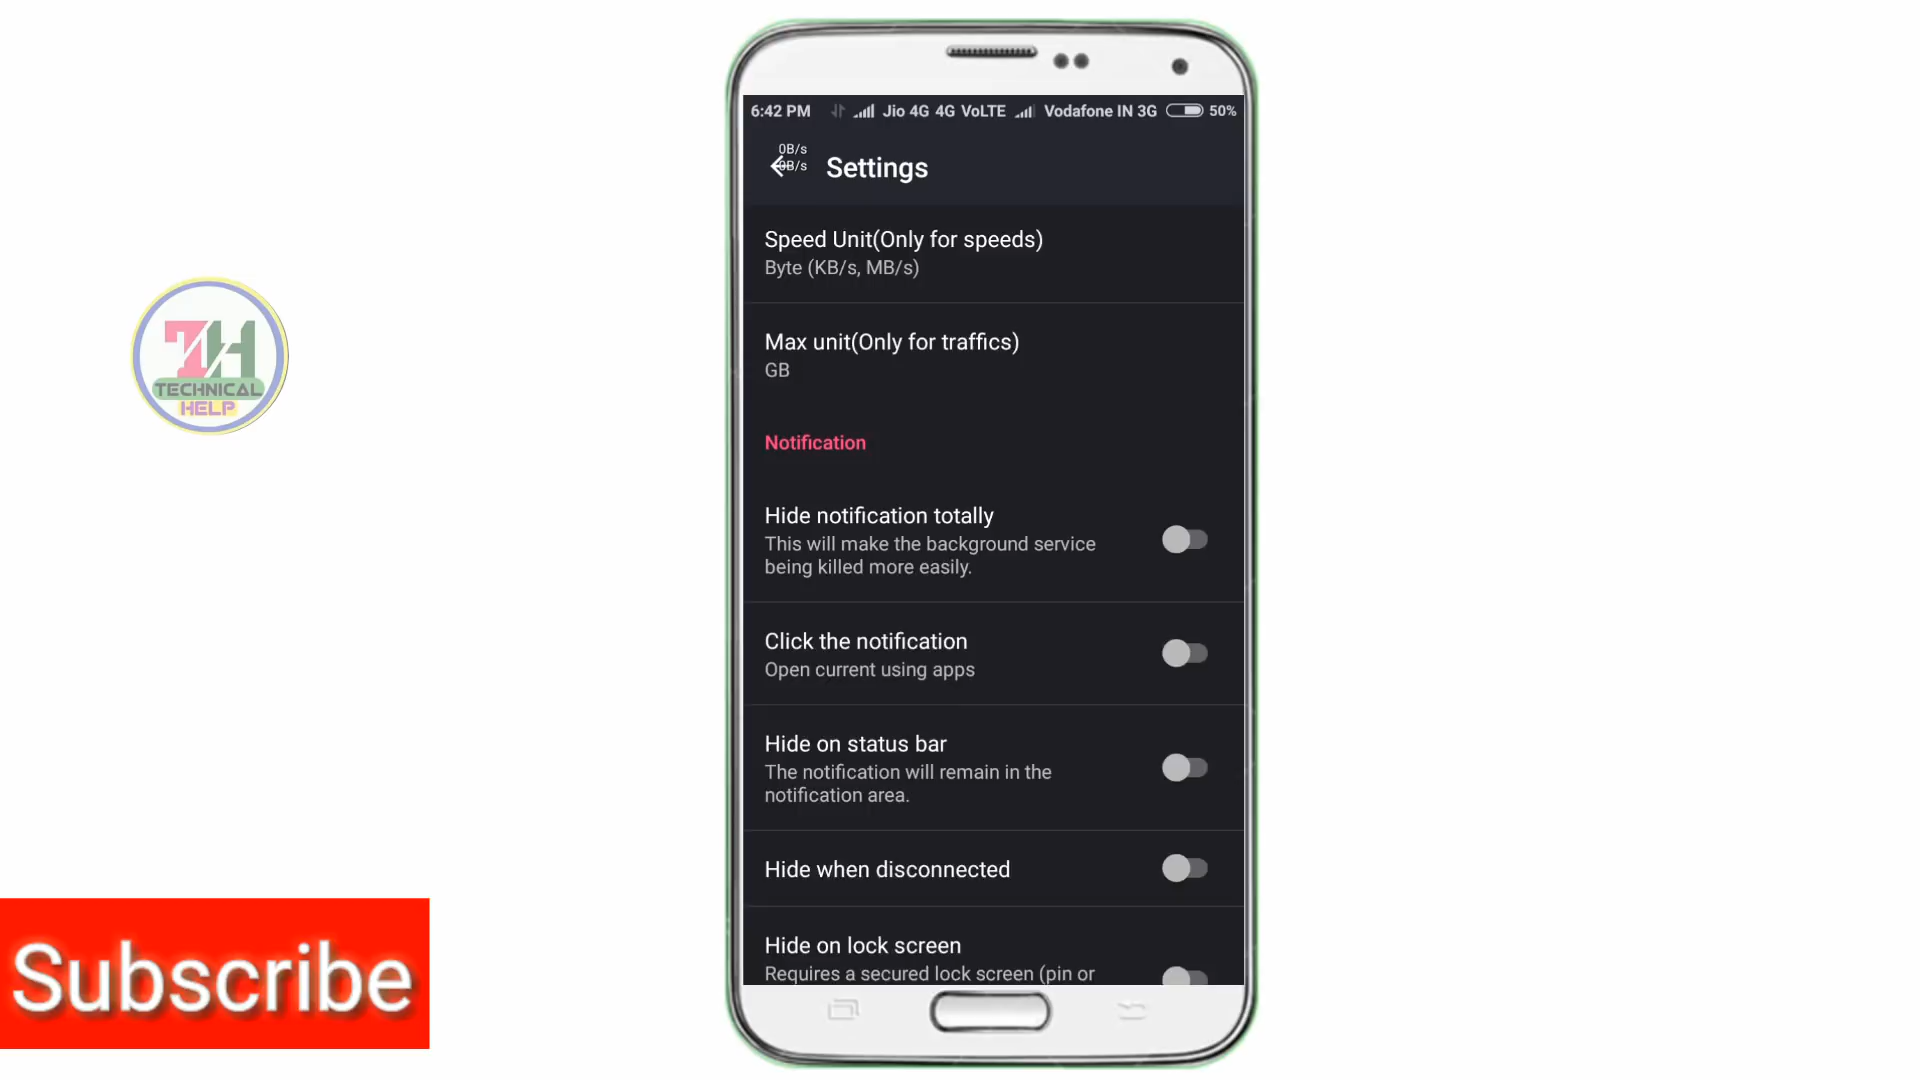 6:42 PM Jio 4G 4G VoLTE Vodafone IN 3G 50%
0B/s
0B/s
Settings
Speed Unit(Only for speeds)
Byte (KB/s, MB/s)
Max unit(Only for traffics)
GB
Notification
Hide notification totally
This will make the background service
being killed more easily.
Click the notification
Open current using apps
Hide on status bar
The notification will remain in the
notification area.
Hide when disconnected
Hide on lock screen
Requires a secured lock screen (pin or
TH
TECHNICAL
HELP
Subscribe